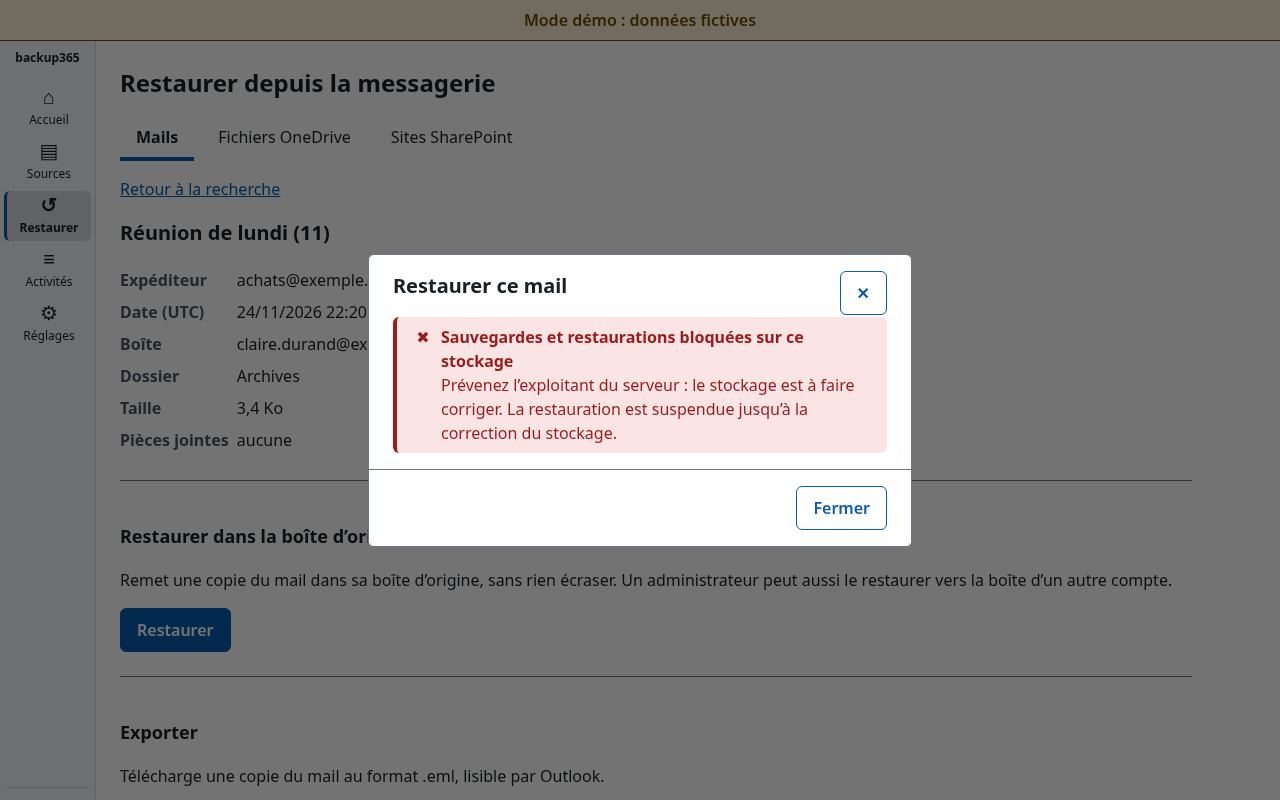 Mode démo : données fictives
backup365
Accueil
Sources
Restaurer
Activités
Réglages
Restaurer depuis la messagerie
Mails
Fichiers OneDrive
Sites SharePoint
Retour à la recherche
Réunion de lundi (11)
Expéditeur achats@exemple.
Date (UTC) 24/11/2026 22:20
Boîte claire.durand@ex
Dossier Archives
Taille 3,4 Ko
Pièces jointes aucune
Restaurer ce mail
×
✖ Sauvegardes et restaurations bloquées sur ce
stockage
Prévenez l’exploitant du serveur : le stockage est à faire
corriger. La restauration est suspendue jusqu’à la
correction du stockage.
Fermer
Restaurer dans la boîte d’ori
Remet une copie du mail dans sa boîte d’origine, sans rien écraser. Un administrateur peut aussi le restaurer vers la boîte d’un autre compte.
Restaurer
Exporter
Télécharge une copie du mail au format .eml, lisible par Outlook.